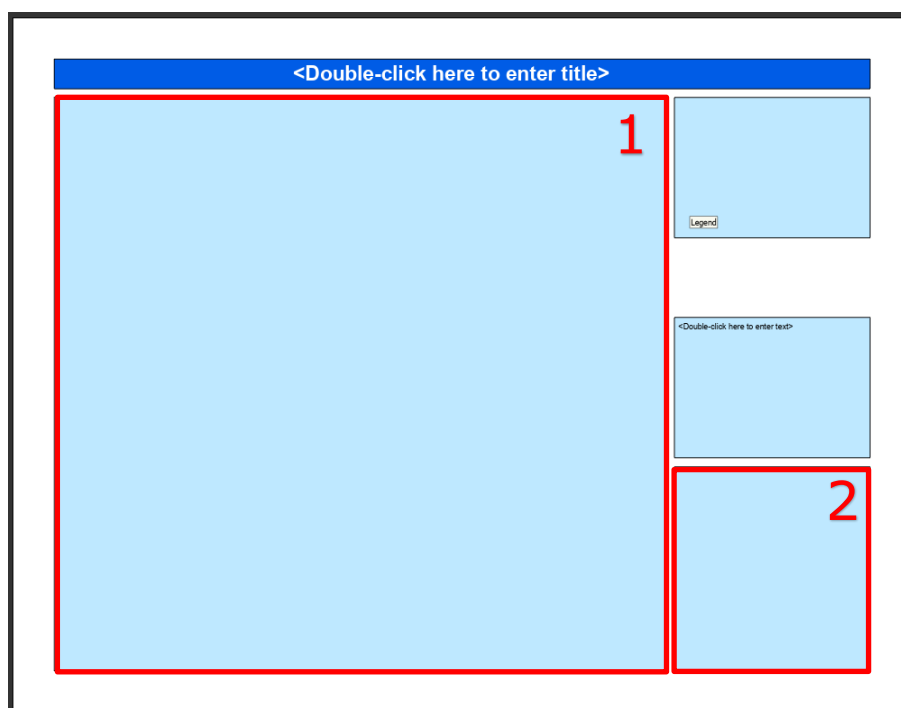 <Double-click here to enter title>
1
Legend
<Double-click here to enter text>
2